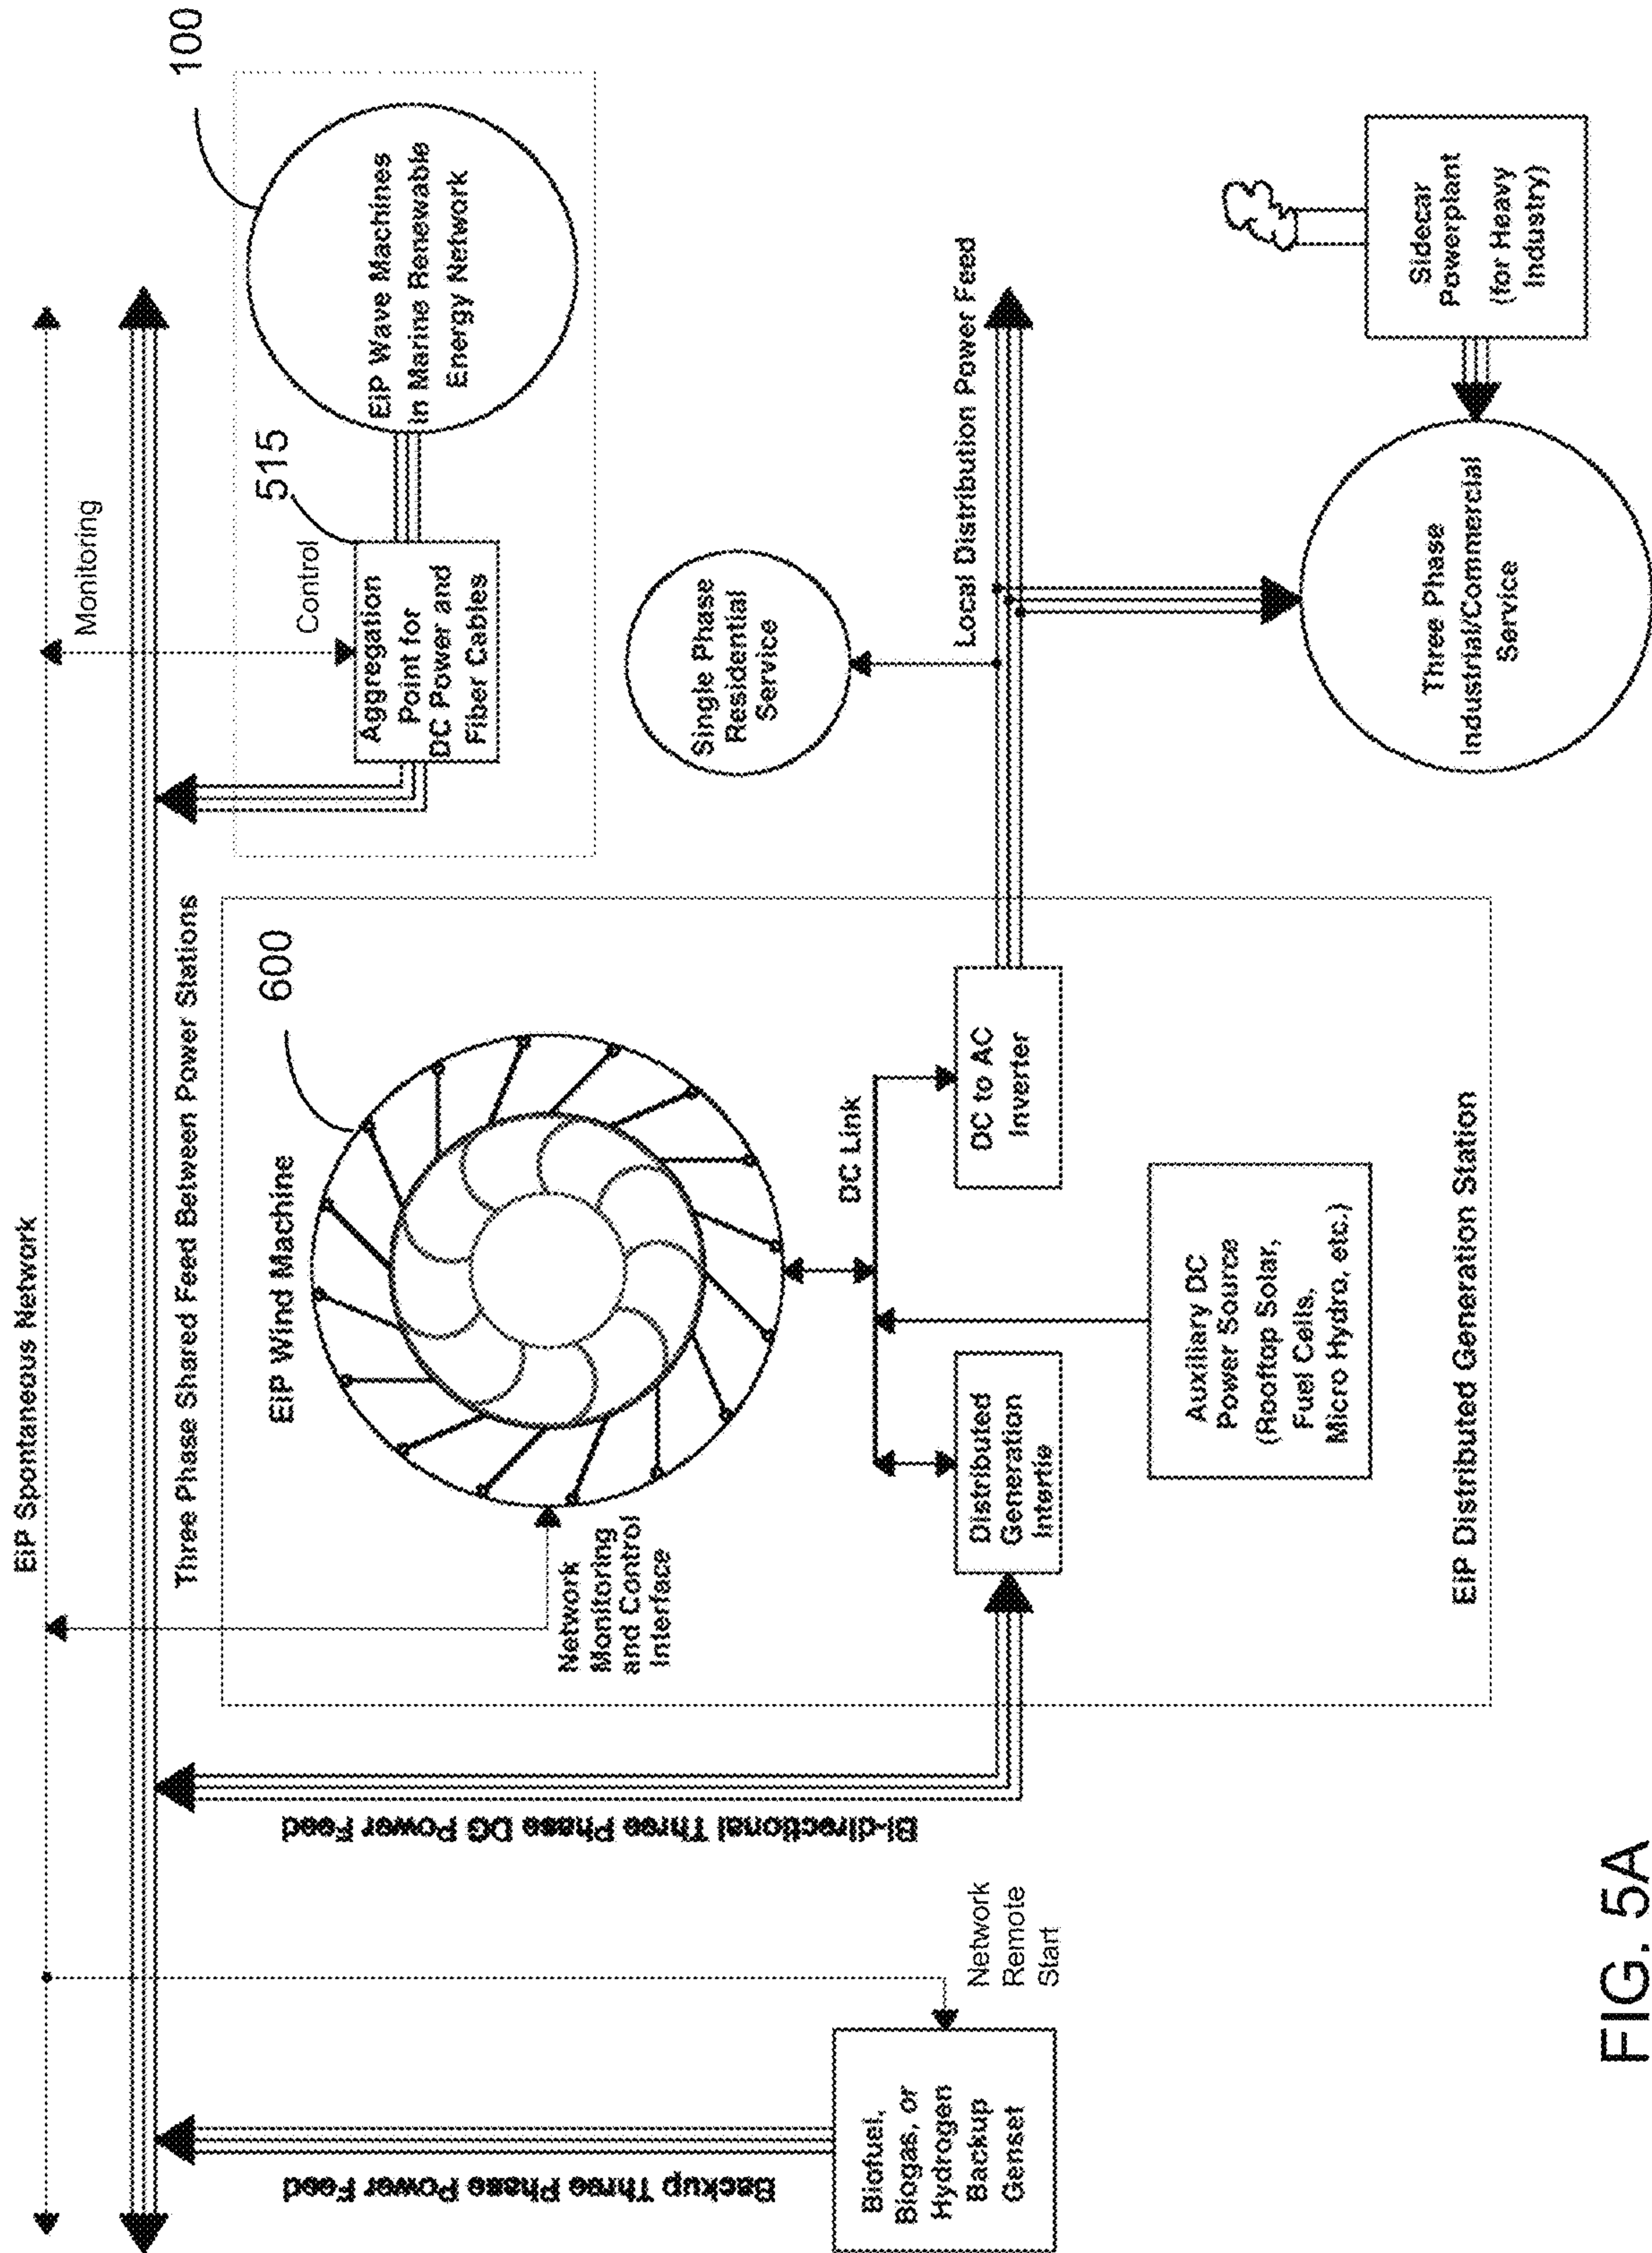 EiP Spontaneous Network
Monitoring
Three Phase Shared Feed Between Power Stations
100
Control
515
Aggregation
Point for
DC Power and
Fiber Cables
EiP Wave Machines
in Marine Renewable
Energy Network
EiP Wind Machine
600
Network
Monitoring
and Control
Interface
Backup Three Phase Power Feed
Bi-directional Three Phase DG Power Feed
DC Link
Single Phase
Residential
Service
Biofuel,
Biogas, or
Hydrogen
Backup
Genset
Network
Remote
Start
Distributed
Generation
Intertie
DC to AC
Inverter
Local Distribution Power Feed
Auxiliary DC
Power Source
(Rooftop Solar,
Fuel Cells,
Micro Hydro, etc.)
EiP Distributed Generation Station
Three Phase
Industrial/Commercial
Service
Sidecar
Powerplant
(for Heavy
Industry)
FIG. 5A